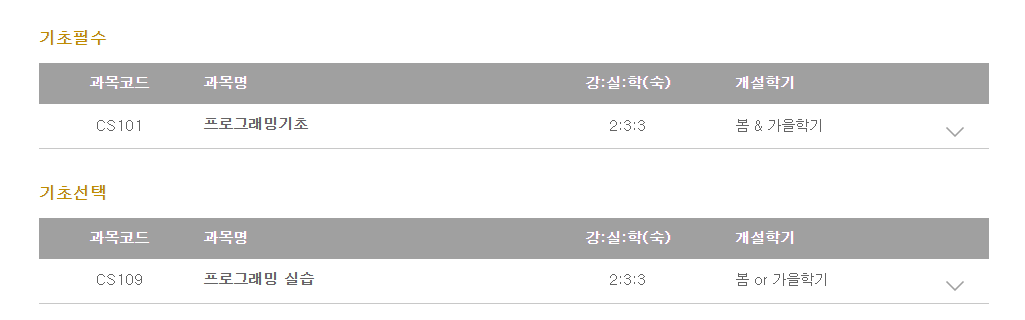 기초필수
과목코드 과목명 강:실:학(숙) 개설학기
CS101 프로그래밍기초 2:3:3 봄 & 가을학기
기초선택
과목코드 과목명 강:실:학(숙) 개설학기
CS109 프로그래밍 실습 2:3:3 봄 or 가을학기